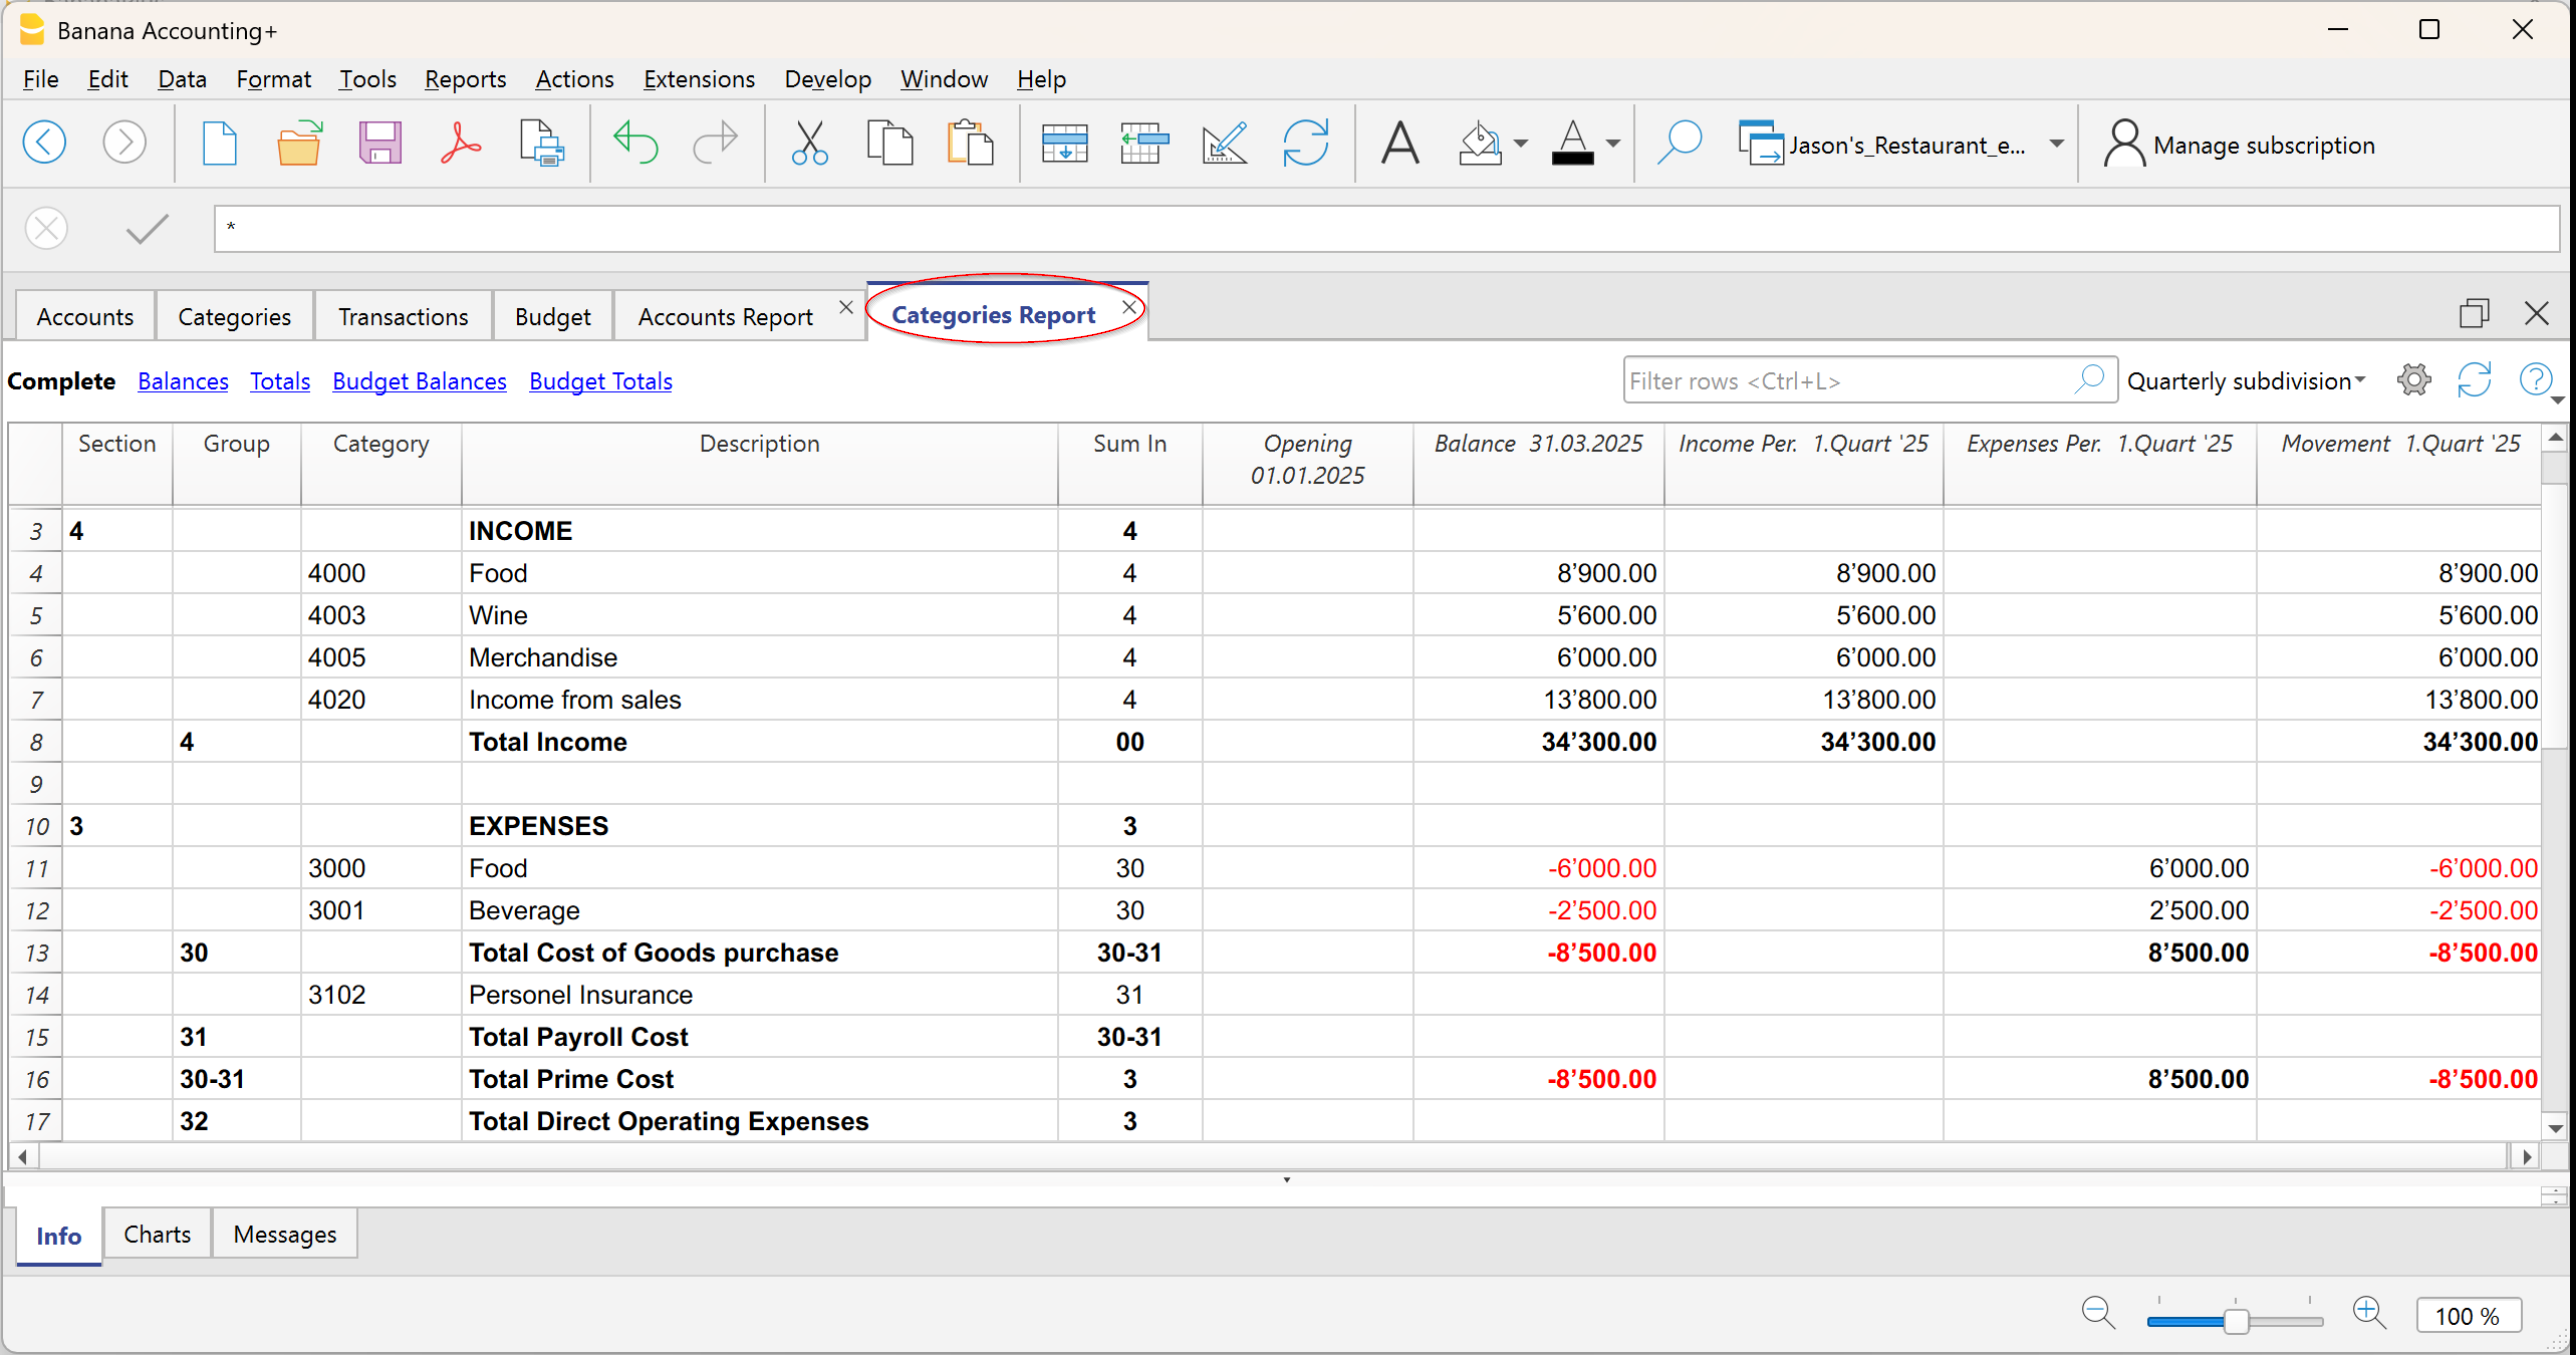 Banana Accounting+
File Edit Data Format Tools Reports Actions Extensions Develop Window Help
Jason's_Restaurant_e... Manage subscription
*
Accounts Categories Transactions Budget Accounts Report Categories Report
Complete Balances Totals Budget Balances Budget Totals Filter rows <Ctrl+L> Quarterly subdivision
Section Group Category Description Sum In Opening Balance 31.03.2025 Income Per. 1.Quart '25 Expenses Per. 1.Quart '25 Movement 1.Quart '25
01.01.2025
3 4 INCOME 4
4 4000 Food 4 8’900.00 8’900.00 8’900.00
5 4003 Wine 4 5’600.00 5’600.00 5’600.00
6 4005 Merchandise 4 6’000.00 6’000.00 6’000.00
7 4020 Income from sales 4 13’800.00 13’800.00 13’800.00
8 4 Total Income 00 34’300.00 34’300.00 34’300.00
9
10 3 EXPENSES 3
11 3000 Food 30 -6’000.00 6’000.00 -6’000.00
12 3001 Beverage 30 -2’500.00 2’500.00 -2’500.00
13 30 Total Cost of Goods purchase 30-31 -8’500.00 8’500.00 -8’500.00
14 3102 Personel Insurance 31
15 31 Total Payroll Cost 30-31
16 30-31 Total Prime Cost 3 -8’500.00 8’500.00 -8’500.00
17 32 Total Direct Operating Expenses 3
Info Charts Messages
100 %